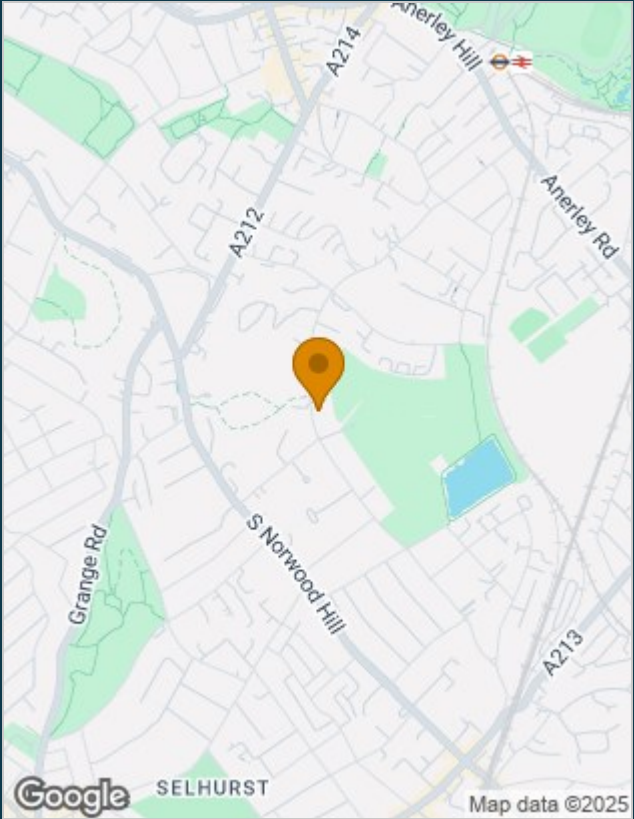 Anerley Hill
A214
A212
Anerley Rd
Grange Rd
S Norwood Hill
A213
SELHURST
Google
Map data ©2025